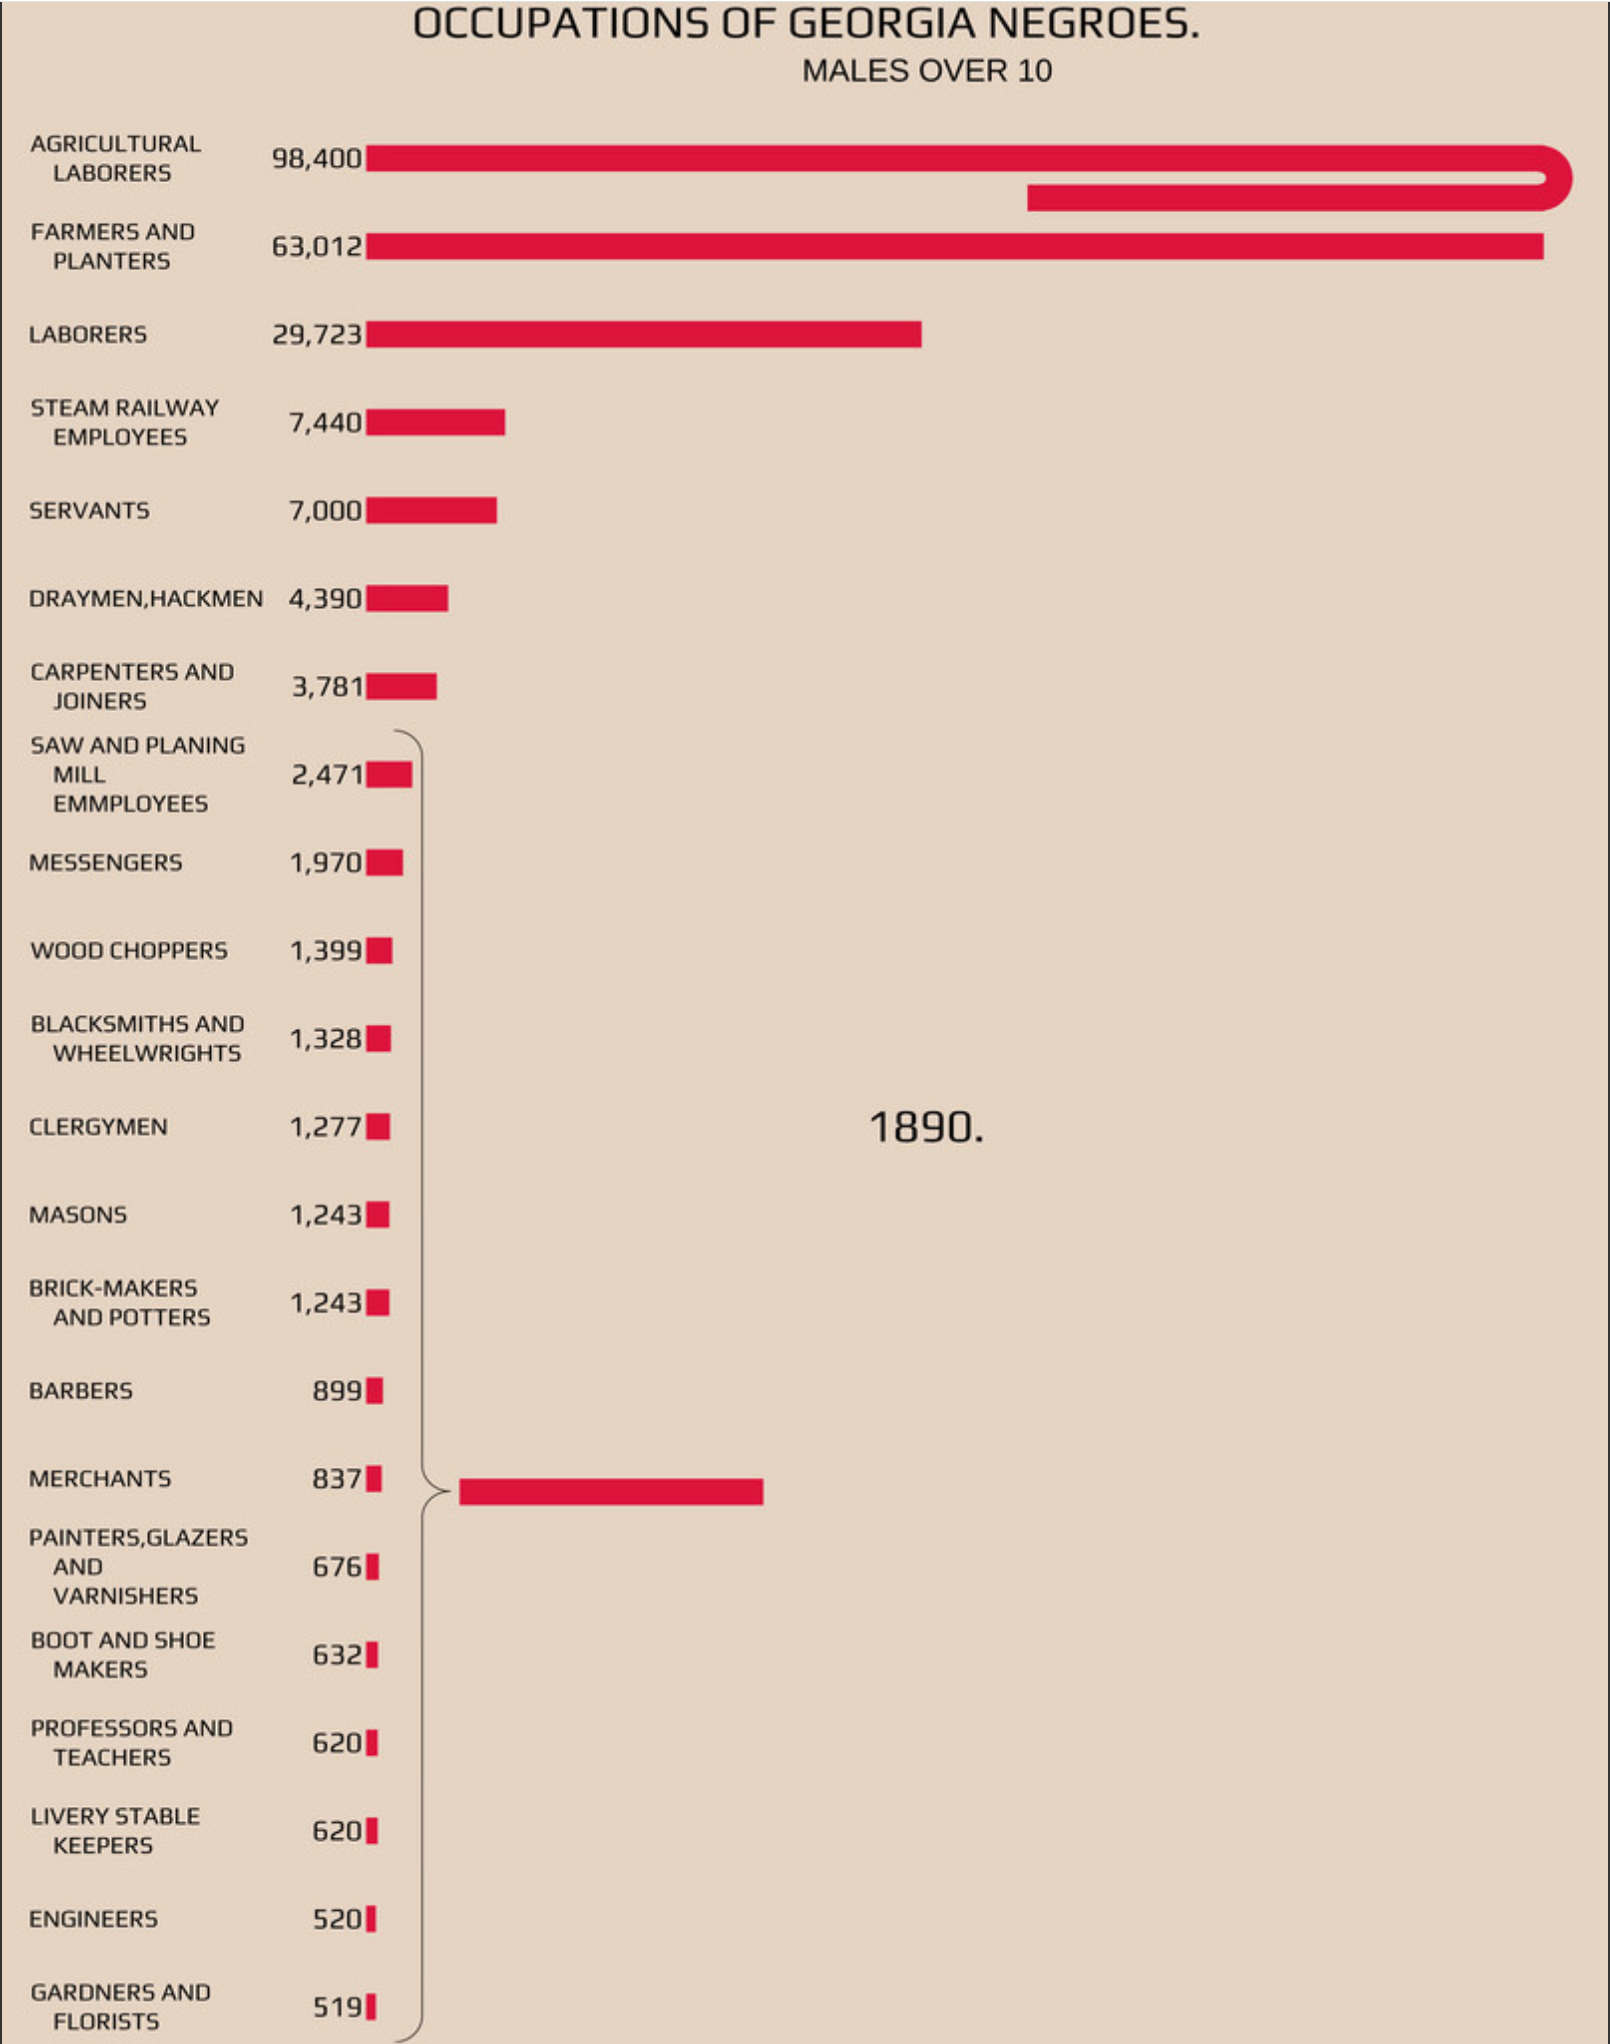 OCCUPATIONS OF GEORGIA NEGROES.
MALES OVER 10
AGRICULTURAL
LABORERS
98,400
FARMERS AND
PLANTERS
63,012
LABORERS 29,723
STEAM RAILWAY
EMPLOYEES
7,440
SERVANTS 7,000
DRAYMEN,HACKMEN 4,390
CARPENTERS AND
JOINERS
3,781
SAW AND PLANING
MILL
EMMPLOYEES
2,471
MESSENGERS 1,970
WOOD CHOPPERS 1,399
BLACKSMITHS AND
WHEELWRIGHTS
1,328
CLERGYMEN 1,277
1890.
MASONS 1,243
BRICK-MAKERS
AND POTTERS
1,243
BARBERS 899
MERCHANTS 837
PAINTERS,GLAZERS
AND
VARNISHERS
676
BOOT AND SHOE
MAKERS
632
PROFESSORS AND
TEACHERS
620
LIVERY STABLE
KEEPERS
620
ENGINEERS 520
GARDNERS AND
FLORISTS
519